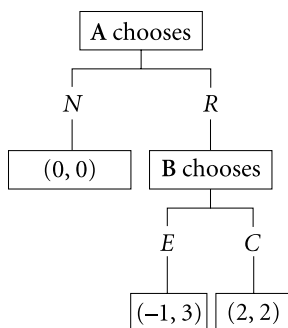 A chooses
N R
(0, 0) B chooses
E C
(–1, 3) (2, 2)